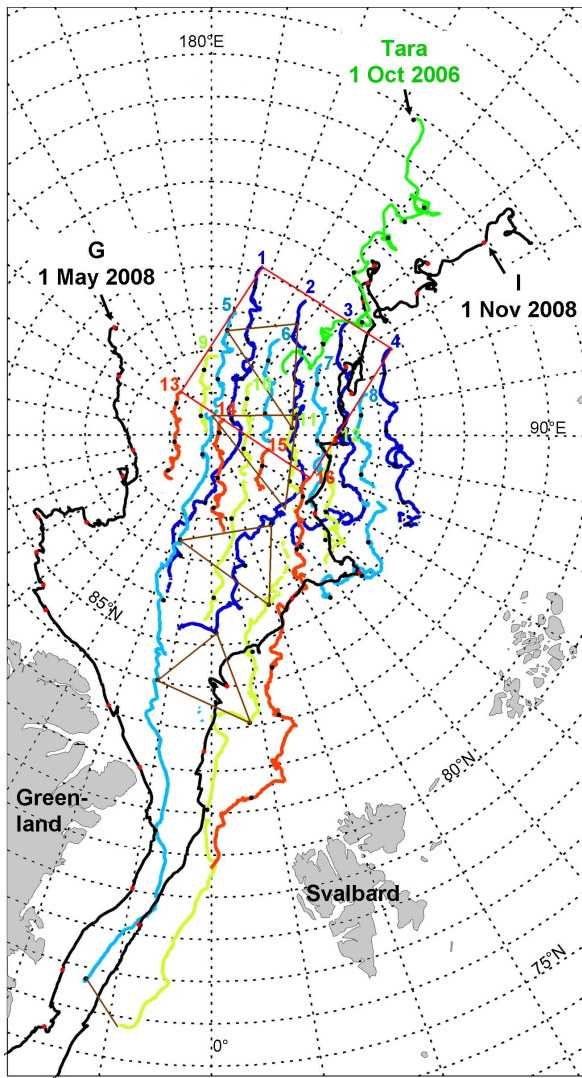 180°E
Tara
1 Oct 2006
G
1 May 2008
I
1 Nov 2008
1
2
3
4
5
6
7
8
9
10
11
12
13
14
15
16
90°E
85°N
80°N
75°N
Green-
land
Svalbard
0°